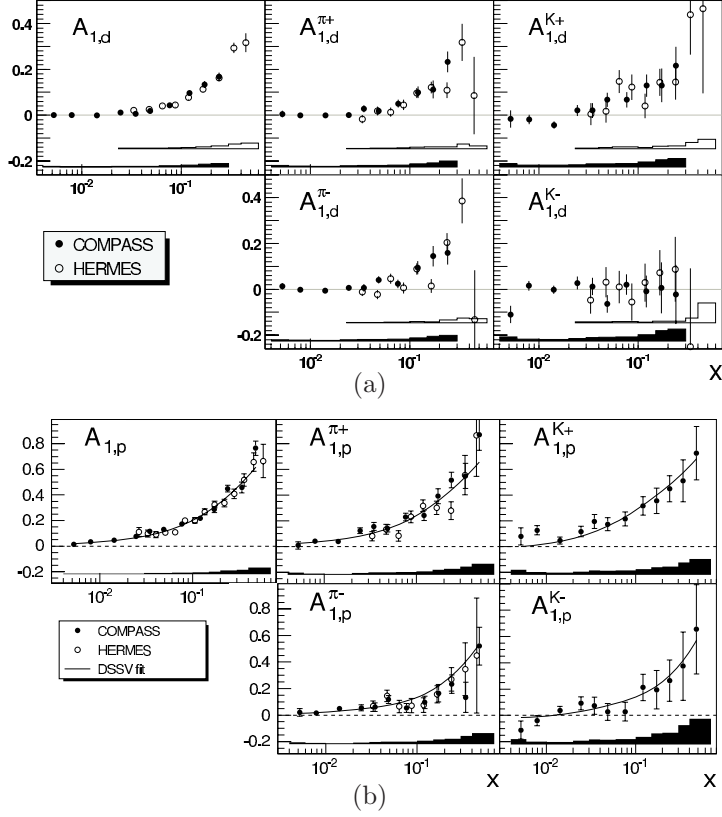 0.4
0.2
0
-0.2
A1,d
10-2
10-1
Aπ+1,d
AK+1,d
0.4
0.2
0
-0.2
Aπ-1,d
AK-1,d
COMPASS
HERMES
10-2
10-1
10-2
10-1
x
(a)
0.8
0.6
0.4
0.2
0
-0.2
A1,p
10-2
10-1
Aπ+1,p
AK+1,p
0.8
0.6
0.4
0.2
0
-0.2
Aπ-1,p
AK-1,p
COMPASS
HERMES
DSSV fit
10-2
10-1
10-2
10-1
x
(b)